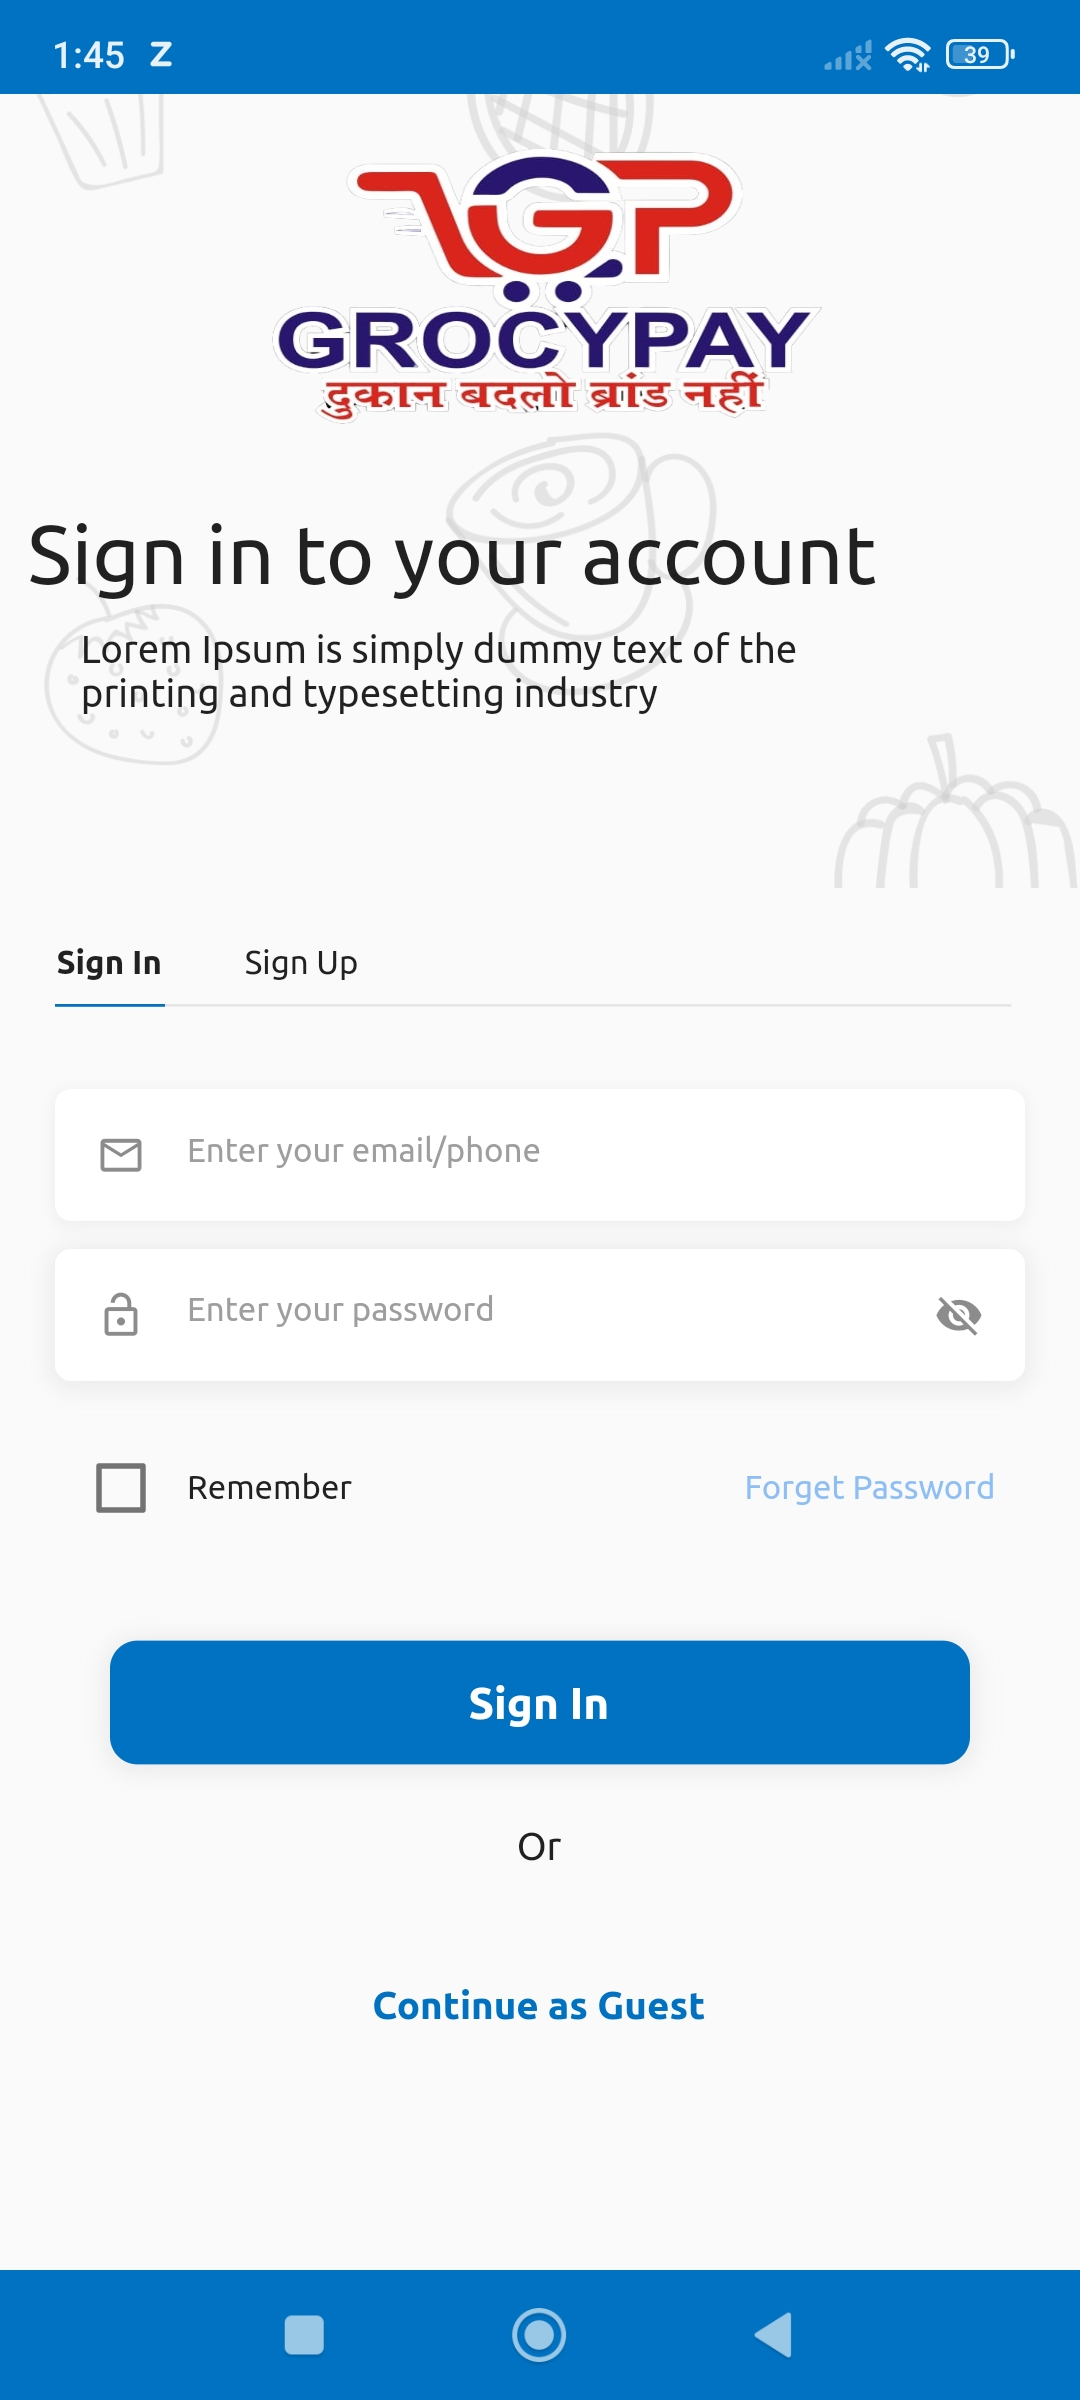 1:45 Z 39
GP
GROCYPAY
दुकान बदलो ब्रांड नहीं
Sign in to your account
Lorem Ipsum is simply dummy text of the
printing and typesetting industry
Sign In Sign Up
Enter your email/phone
Enter your password
Remember Forget Password
Sign In
Or
Continue as Guest